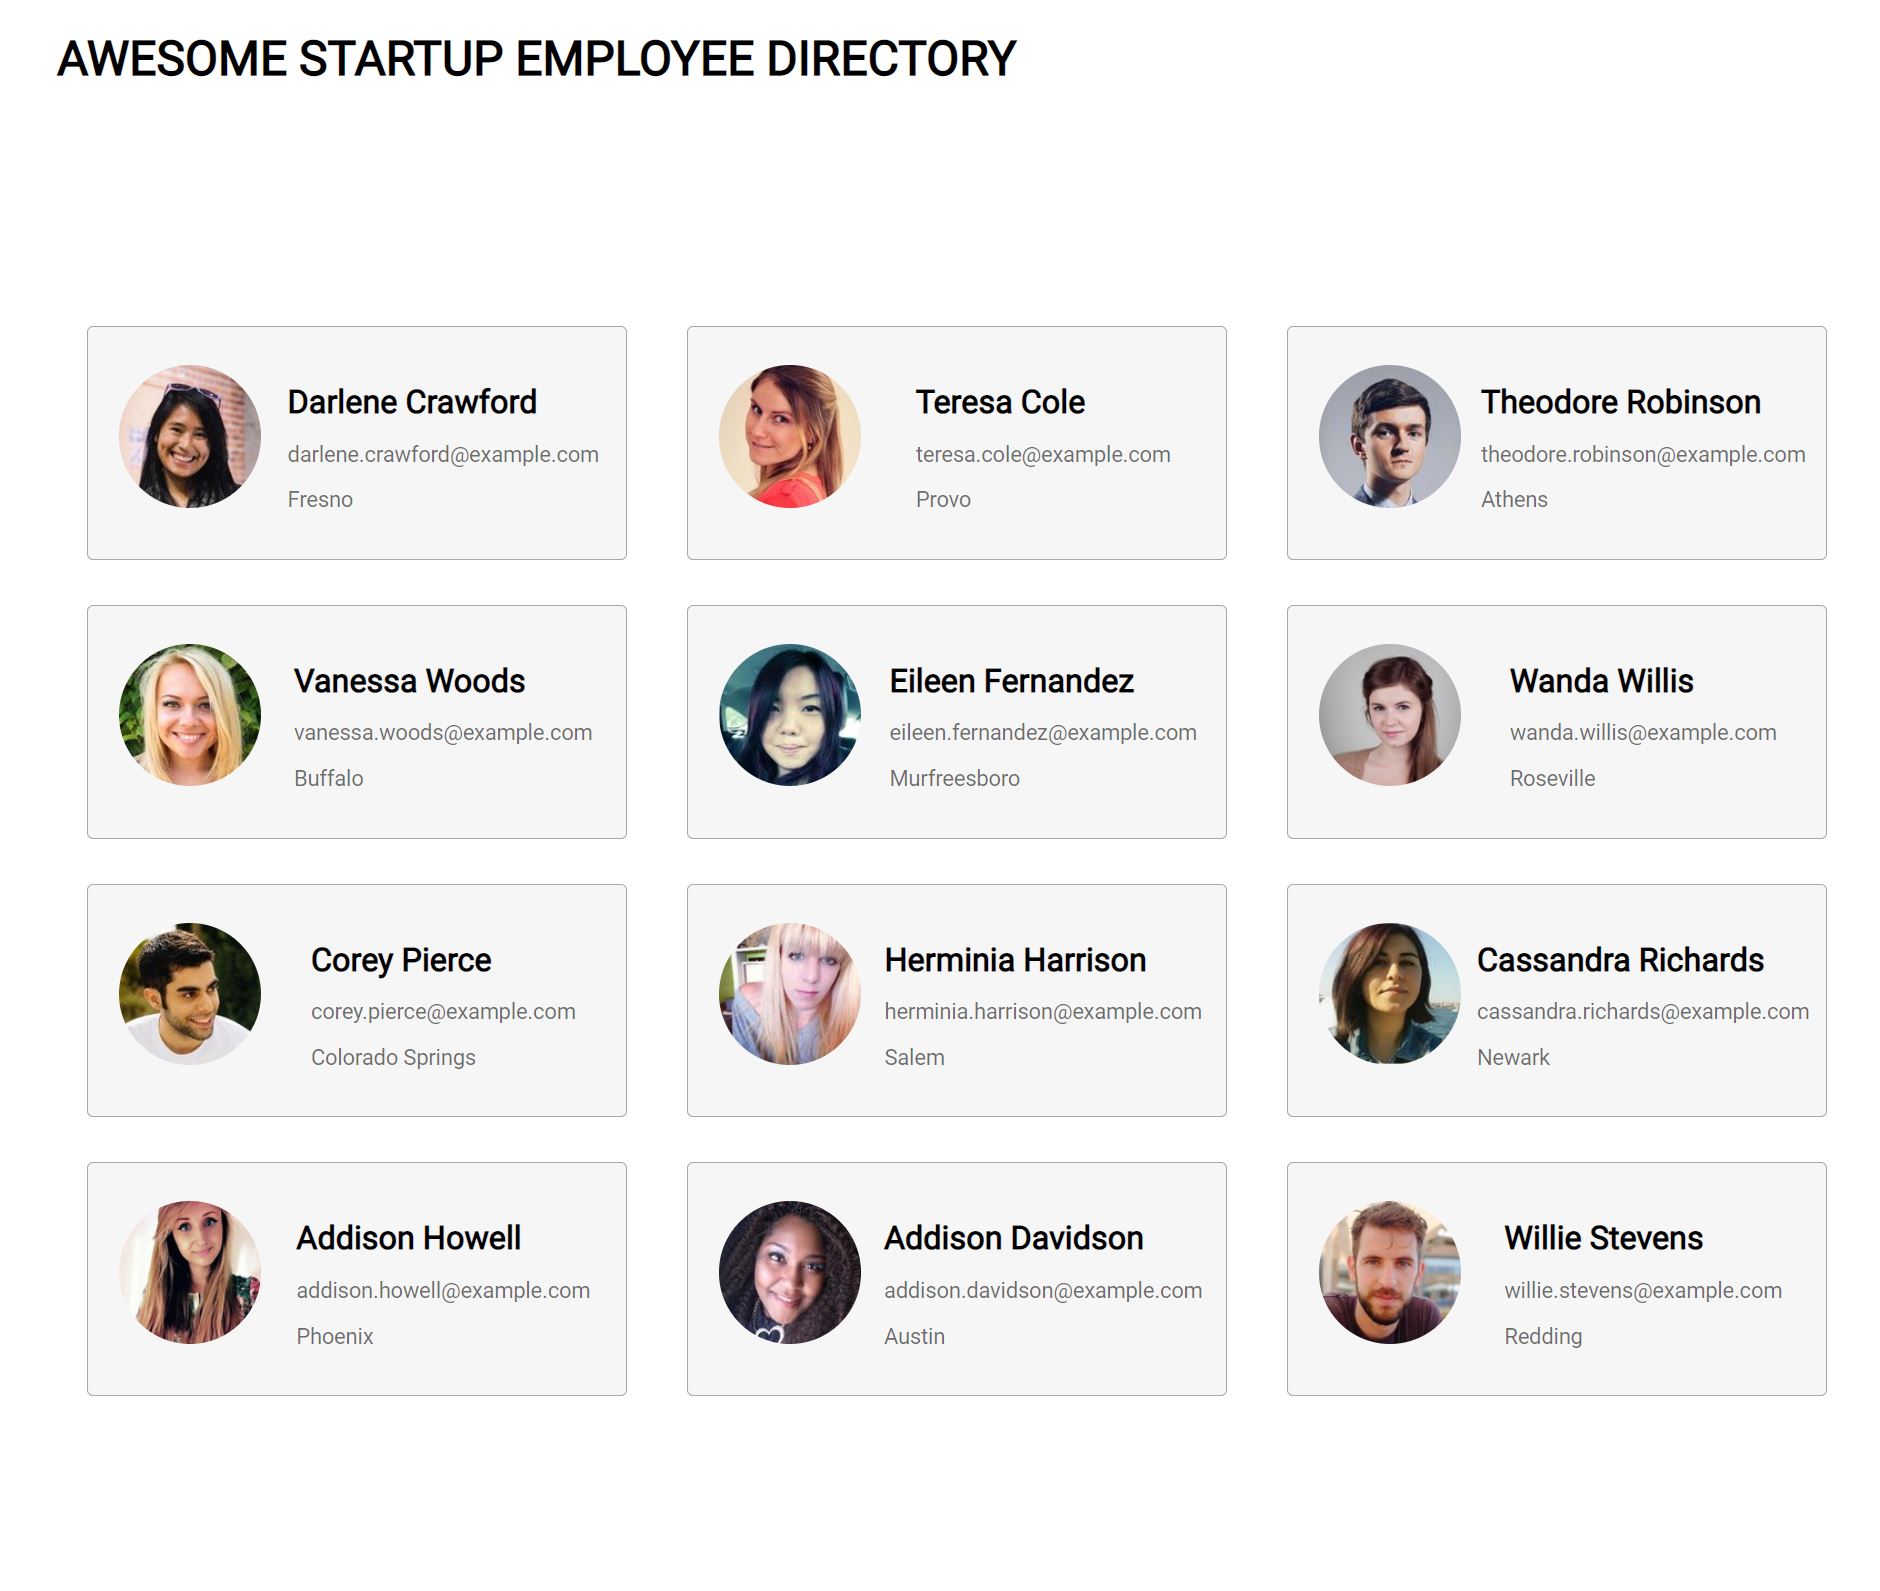 AWESOME STARTUP EMPLOYEE DIRECTORY
Darlene Crawford
darlene.crawford@example.com
Fresno
Teresa Cole
teresa.cole@example.com
Provo
Theodore Robinson
theodore.robinson@example.com
Athens
Vanessa Woods
vanessa.woods@example.com
Buffalo
Eileen Fernandez
eileen.fernandez@example.com
Murfreesboro
Wanda Willis
wanda.willis@example.com
Roseville
Corey Pierce
corey.pierce@example.com
Colorado Springs
Herminia Harrison
herminia.harrison@example.com
Salem
Cassandra Richards
cassandra.richards@example.com
Newark
Addison Howell
addison.howell@example.com
Phoenix
Addison Davidson
addison.davidson@example.com
Austin
Willie Stevens
willie.stevens@example.com
Redding